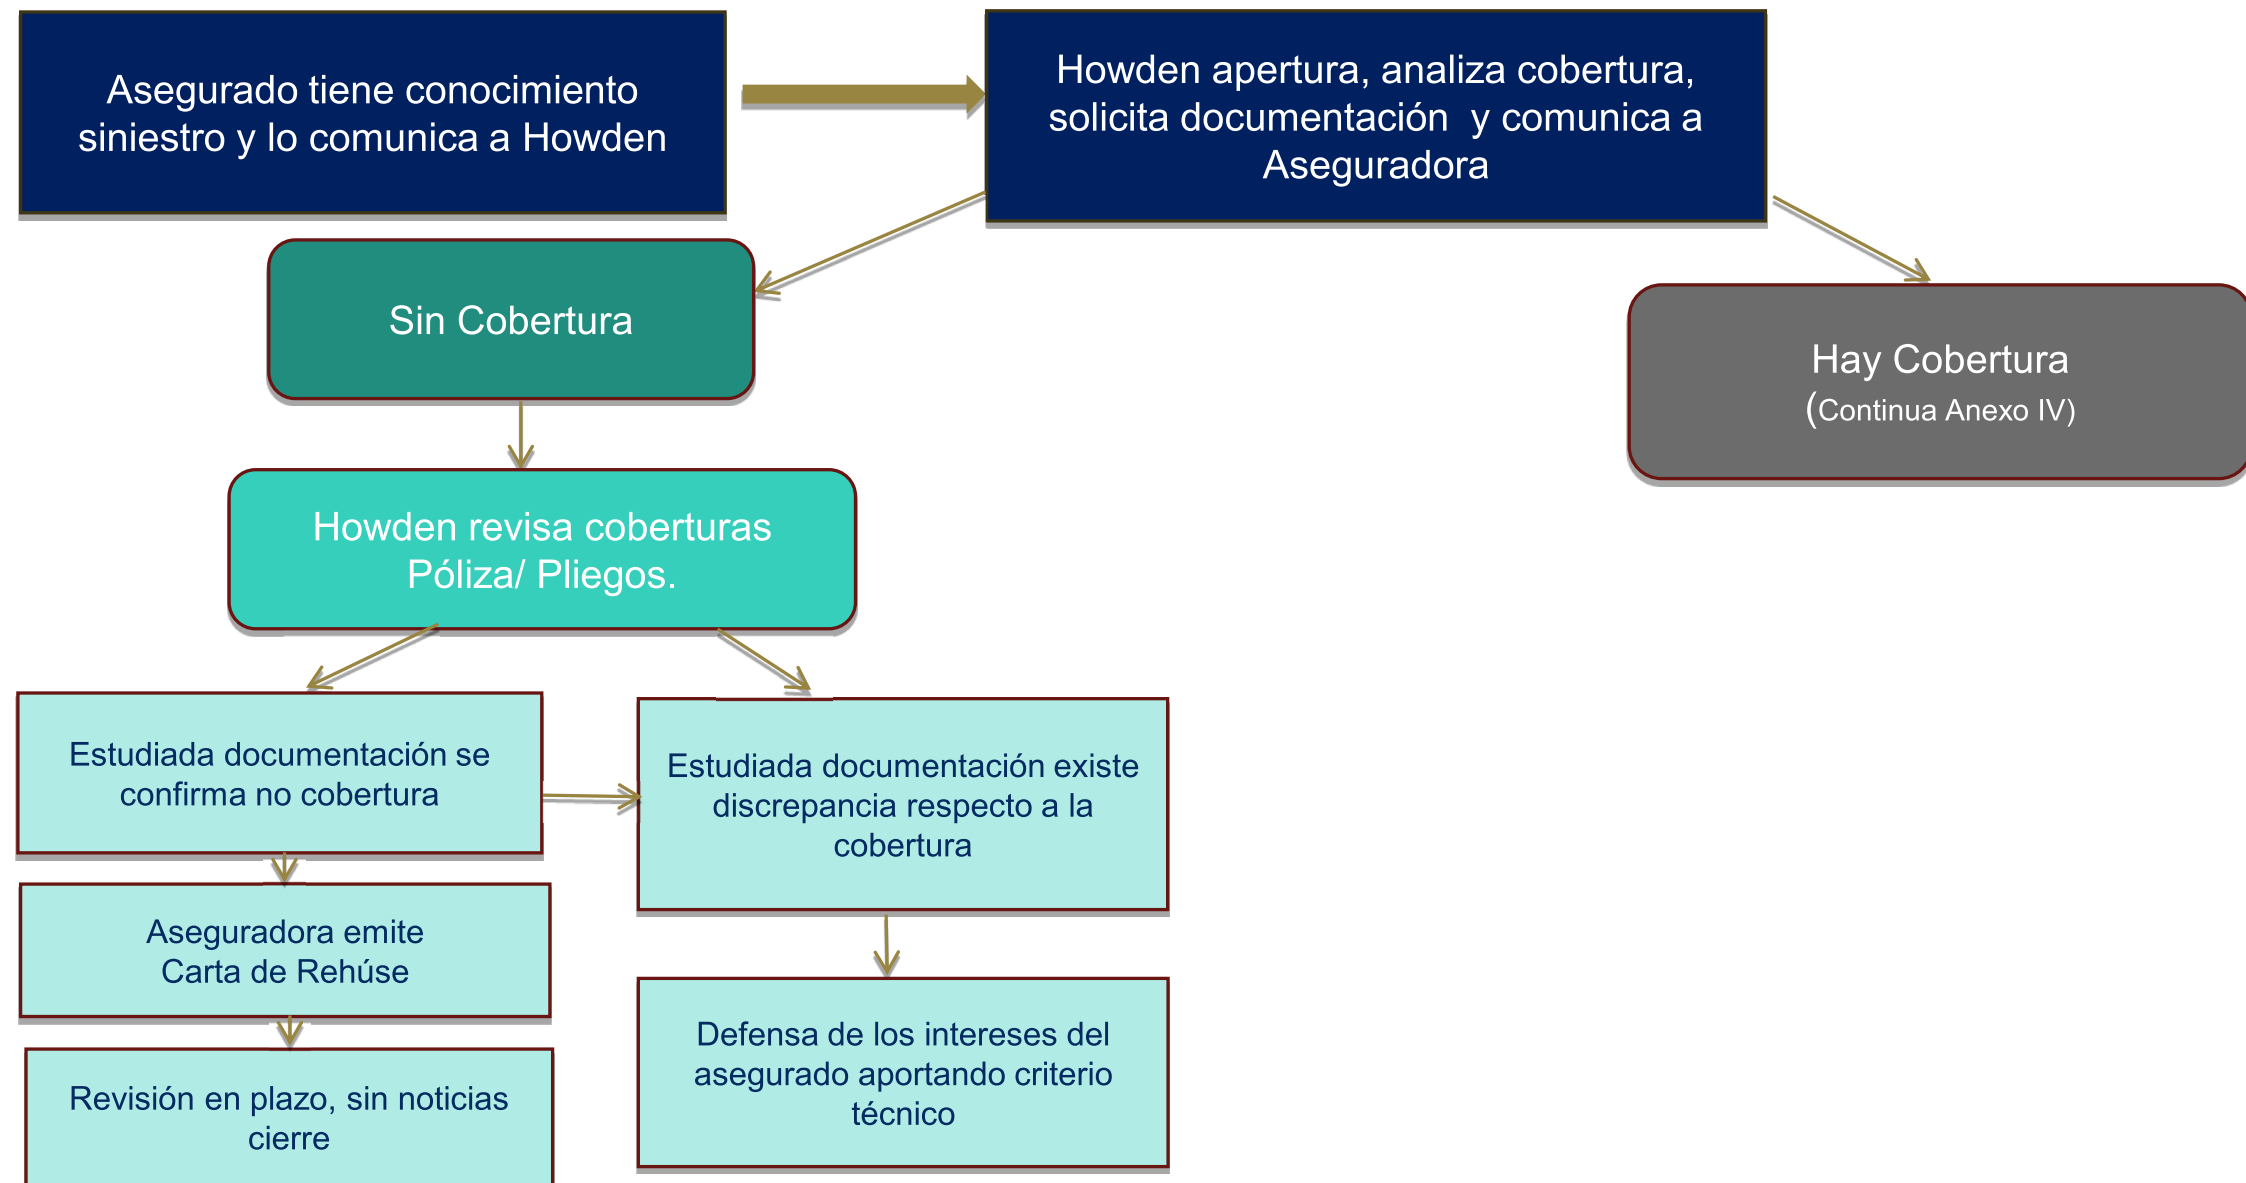 Asegurado tiene conocimiento
siniestro y lo comunica a Howden
Howden apertura, analiza cobertura,
solicita documentación y comunica a
Aseguradora
Sin Cobertura
Hay Cobertura
(Continua Anexo IV)
Howden revisa coberturas
Póliza/ Pliegos.
Estudiada documentación se
confirma no cobertura
Estudiada documentación existe
discrepancia respecto a la
cobertura
Aseguradora emite
Carta de Rehúse
Defensa de los intereses del
asegurado aportando criterio
técnico
Revisión en plazo, sin noticias
cierre